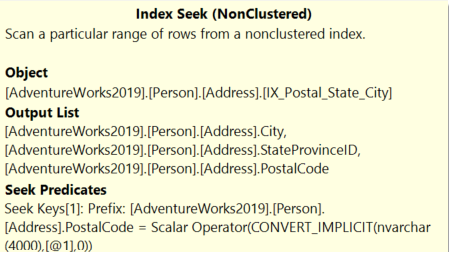 Index Seek (NonClustered)
Scan a particular range of rows from a nonclustered index.
Object
[AdventureWorks2019].[Person].[Address].[IX_Postal_State_City]
Output List
[AdventureWorks2019].[Person].[Address].City,
[AdventureWorks2019].[Person].[Address].StateProvinceID,
[AdventureWorks2019].[Person].[Address].PostalCode
Seek Predicates
Seek Keys[1]: Prefix: [AdventureWorks2019].[Person].
[Address].PostalCode = Scalar Operator(CONVERT_IMPLICIT(nvarchar
(4000),[@1],0))